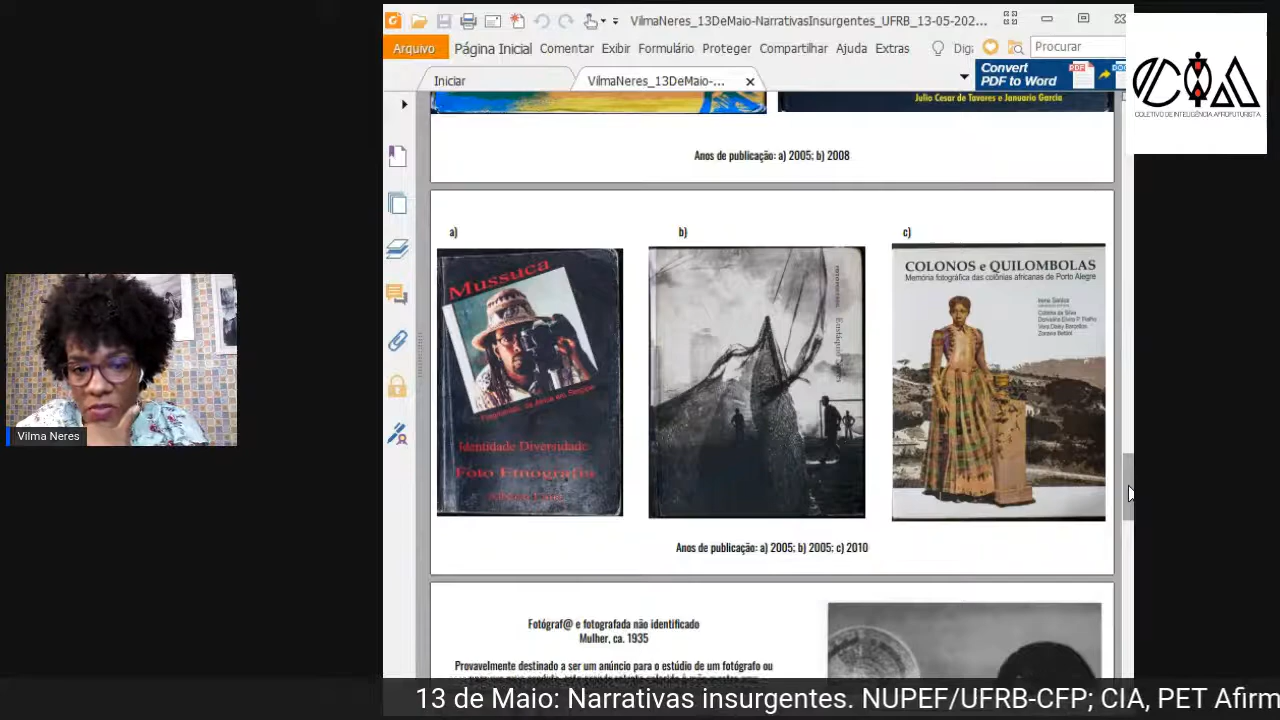 VilmaNeres_13DeMaio-NarrativasInsurgentes_UFRB_13-05-202...
Arquivo Página Inicial Comentar Exibir Formulário Proteger Compartilhar Ajuda Extras Digi Procurar
Iniciar VilmaNeres_13DeMaio-...
Convert
PDF to Word
CIA
COLETIVO DE INTELIGÊNCIA AFROFUTURISTA
Julio Cesar de Tavares e Januario Garcia
Anos de publicação: a) 2005; b) 2008
a) b) c)
Mussuca
Identidade Diversidade
Foto Etnografia
COLONOS e QUILOMBOLAS
Memória fotográfica das colônias africanas de Porto Alegre
Irene Santos
Vilma Neres
Anos de publicação: a) 2005; b) 2005; c) 2010
Fotógraf@ e fotografada não identificado
Mulher, ca. 1935
Provavelmente destinado a ser um anúncio para o estúdio de um fotógrafo ou
13 de Maio: Narrativas insurgentes. NUPEF/UFRB-CFP; CIA, PET Afirm